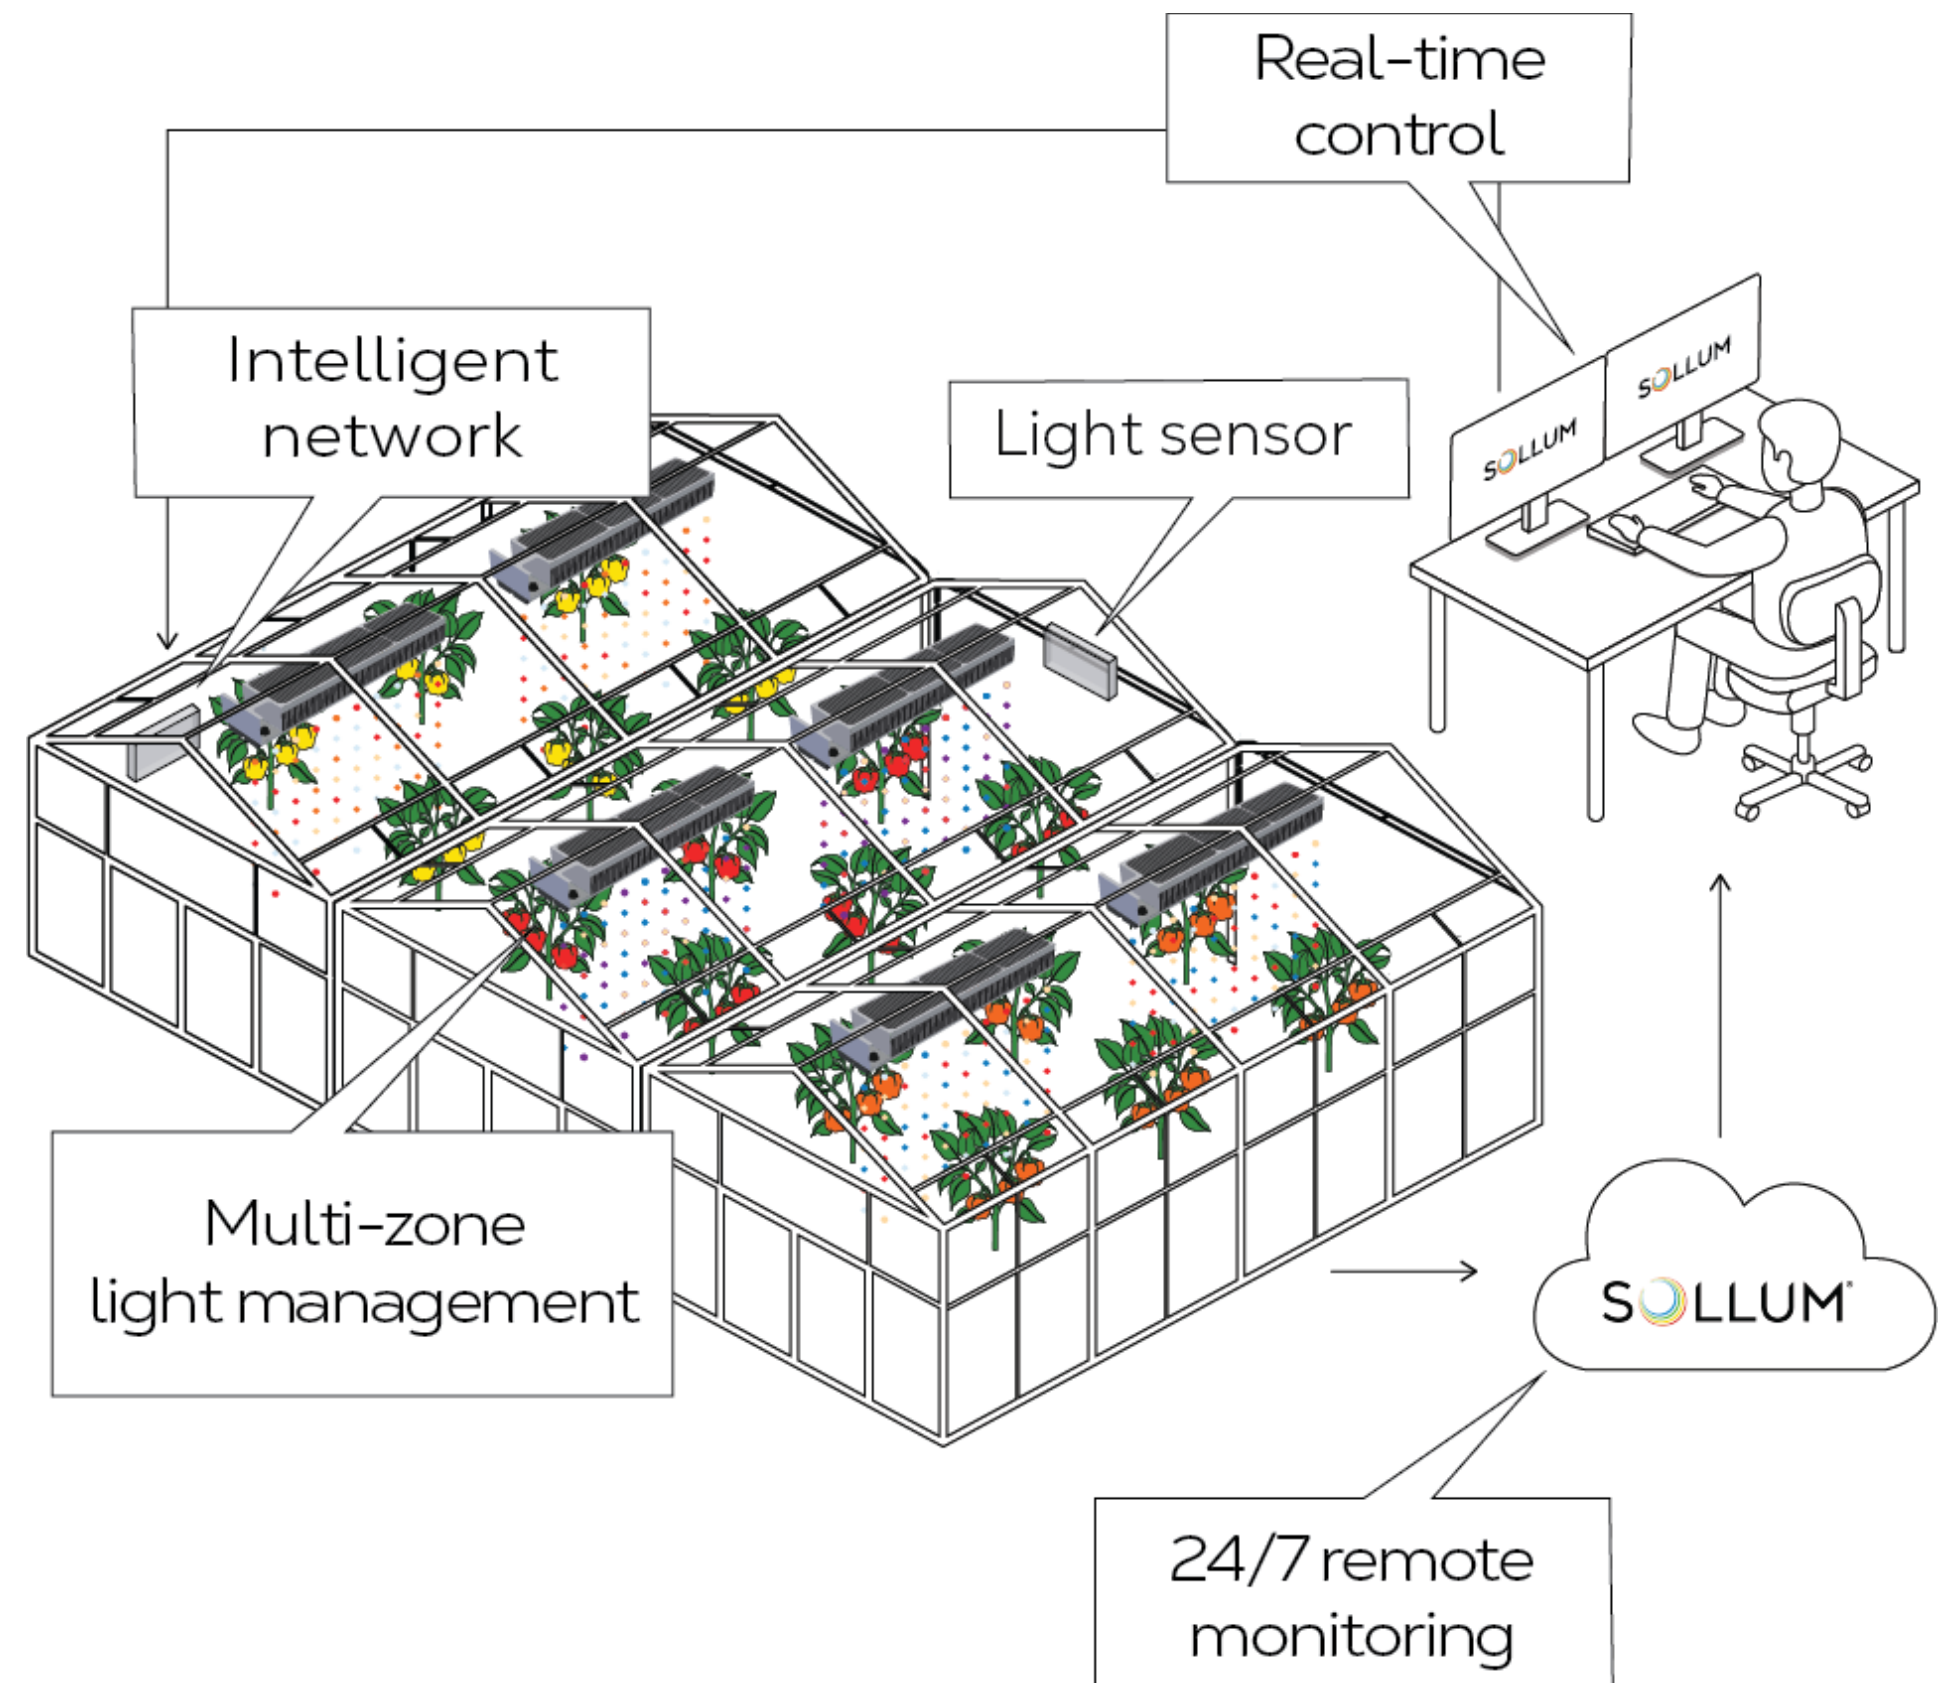 Real-time
control
Intelligent
network
Light sensor
SOLLUM
SOLLUM
Multi-zone
light management
SOLLUM®
24/7 remote
monitoring